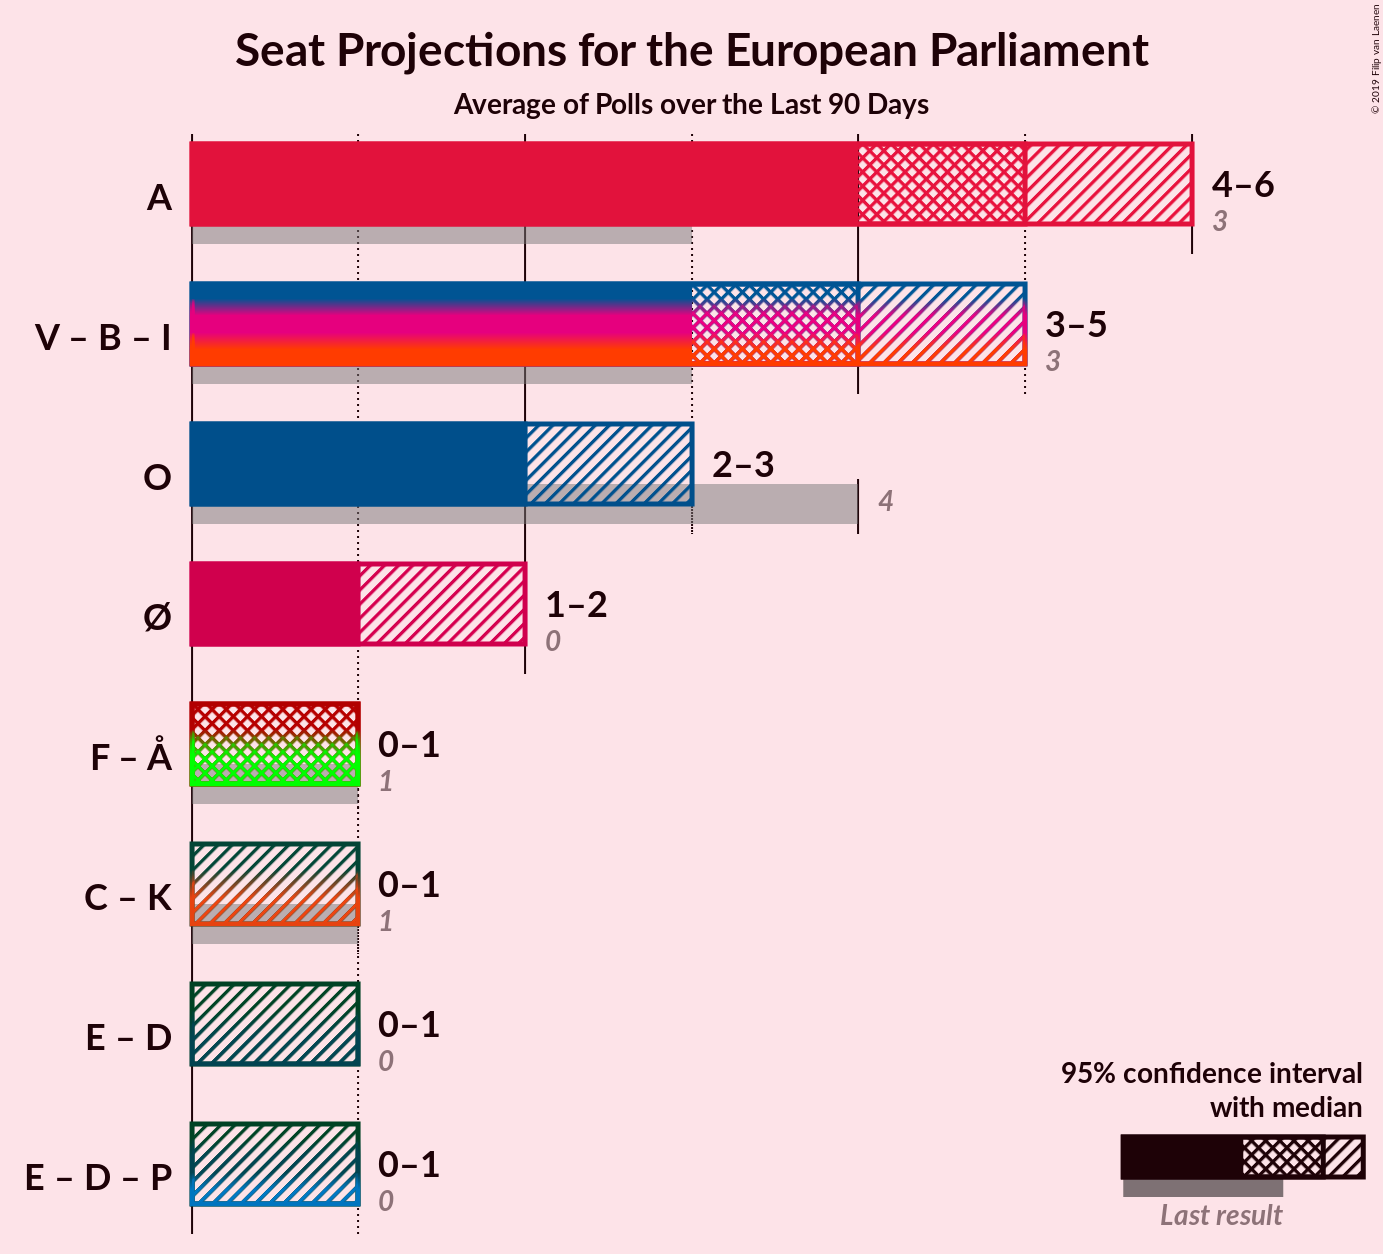 Seat Projections for the European Parliament
Average of Polls over the Last 90 Days
© 2019 Filip van Laenen
A
4–6
3
V – B – I
3–5
3
O
2–3
4
Ø
1–2
0
F – Å
0–1
1
C – K
0–1
1
E – D
0–1
0
E – D – P
0–1
0
95% confidence interval
with median
Last result